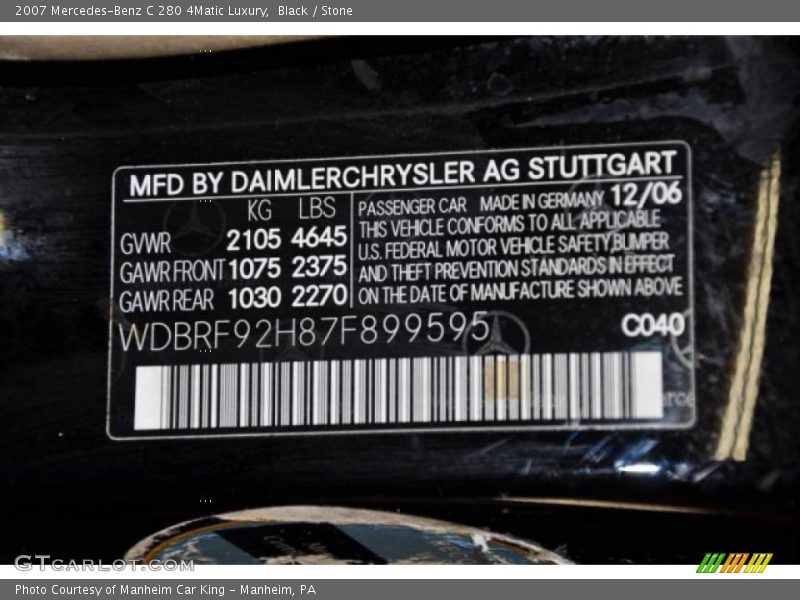 2007 Mercedes-Benz C 280 4Matic Luxury, Black / Stone
MFD BY DAIMLERCHRYSLER AG STUTTGART
KG LBS
GVWR 2105 4645
GAWR FRONT 1075 2375
GAWR REAR 1030 2270
PASSENGER CAR MADE IN GERMANY 12/06
THIS VEHICLE CONFORMS TO ALL APPLICABLE
U.S. FEDERAL MOTOR VEHICLE SAFETY,BUMPER
AND THEFT PREVENTION STANDARDS IN EFFECT
ON THE DATE OF MANUFACTURE SHOWN ABOVE
WDBRF92H87F899595 C040
GTcarlot.com
Photo Courtesy of Manheim Car King - Manheim, PA